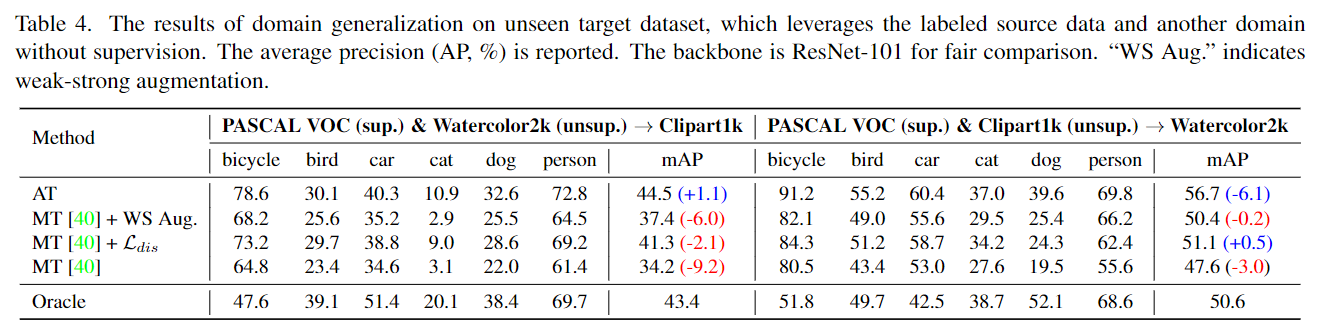 Table 4. The results of domain generalization on unseen target dataset, which leverages the labeled source data and another domain
without supervision. The average precision (AP, %) is reported. The backbone is ResNet-101 for fair comparison. “WS Aug.” indicates
weak-strong augmentation.
Method PASCAL VOC (sup.) & Watercolor2k (unsup.) → Clipart1k PASCAL VOC (sup.) & Clipart1k (unsup.) → Watercolor2k
bicycle bird car cat dog person mAP bicycle bird car cat dog person mAP
AT 78.6 30.1 40.3 10.9 32.6 72.8 44.5 (+1.1) 91.2 55.2 60.4 37.0 39.6 69.8 56.7 (-6.1)
MT [40] + WS Aug. 68.2 25.6 35.2 2.9 25.5 64.5 37.4 (-6.0) 82.1 49.0 55.6 29.5 25.4 66.2 50.4 (-0.2)
MT [40] + ℒdis 73.2 29.7 38.8 9.0 28.6 69.2 41.3 (-2.1) 84.3 51.2 58.7 34.2 24.3 62.4 51.1 (+0.5)
MT [40] 64.8 23.4 34.6 3.1 22.0 61.4 34.2 (-9.2) 80.5 43.4 53.0 27.6 19.5 55.6 47.6 (-3.0)
Oracle 47.6 39.1 51.4 20.1 38.4 69.7 43.4 51.8 49.7 42.5 38.7 52.1 68.6 50.6